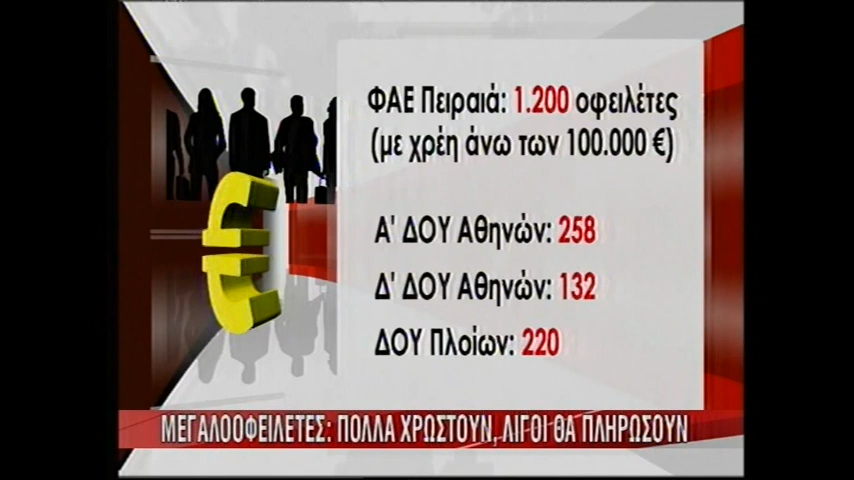 ΦΑΕ Πειραιά: 1.200 οφειλέτες
(με χρέη άνω των 100.000 €)
Α' ΔΟΥ Αθηνών: 258
Δ' ΔΟΥ Αθηνών: 132
ΔΟΥ Πλοίων: 220
ΜΕΓΑΛΟΟΦΕΙΛΕΤΕΣ: ΠΟΛΛΑ ΧΡΩΣΤΟΥΝ, ΛΙΓΟΙ ΘΑ ΠΛΗΡΩΣΟΥΝ